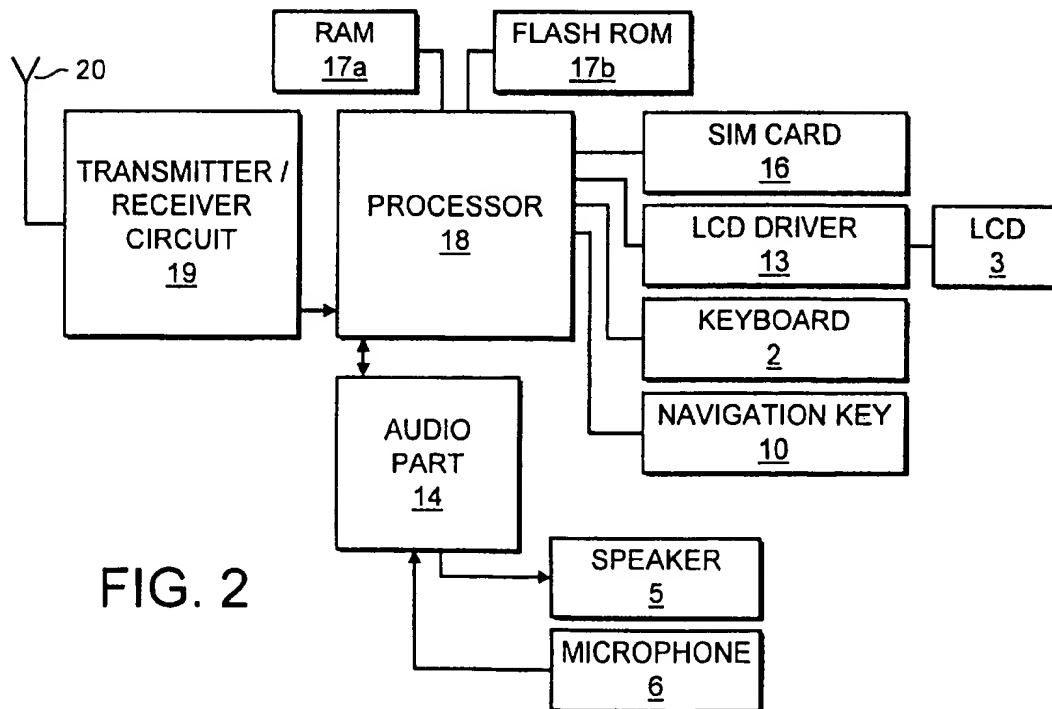 RAM
17a
FLASH ROM
17b
20
TRANSMITTER /
RECEIVER
CIRCUIT
19
PROCESSOR
18
SIM CARD
16
LCD DRIVER
13
LCD
3
KEYBOARD
2
NAVIGATION KEY
10
AUDIO
PART
14
SPEAKER
5
MICROPHONE
6
FIG. 2